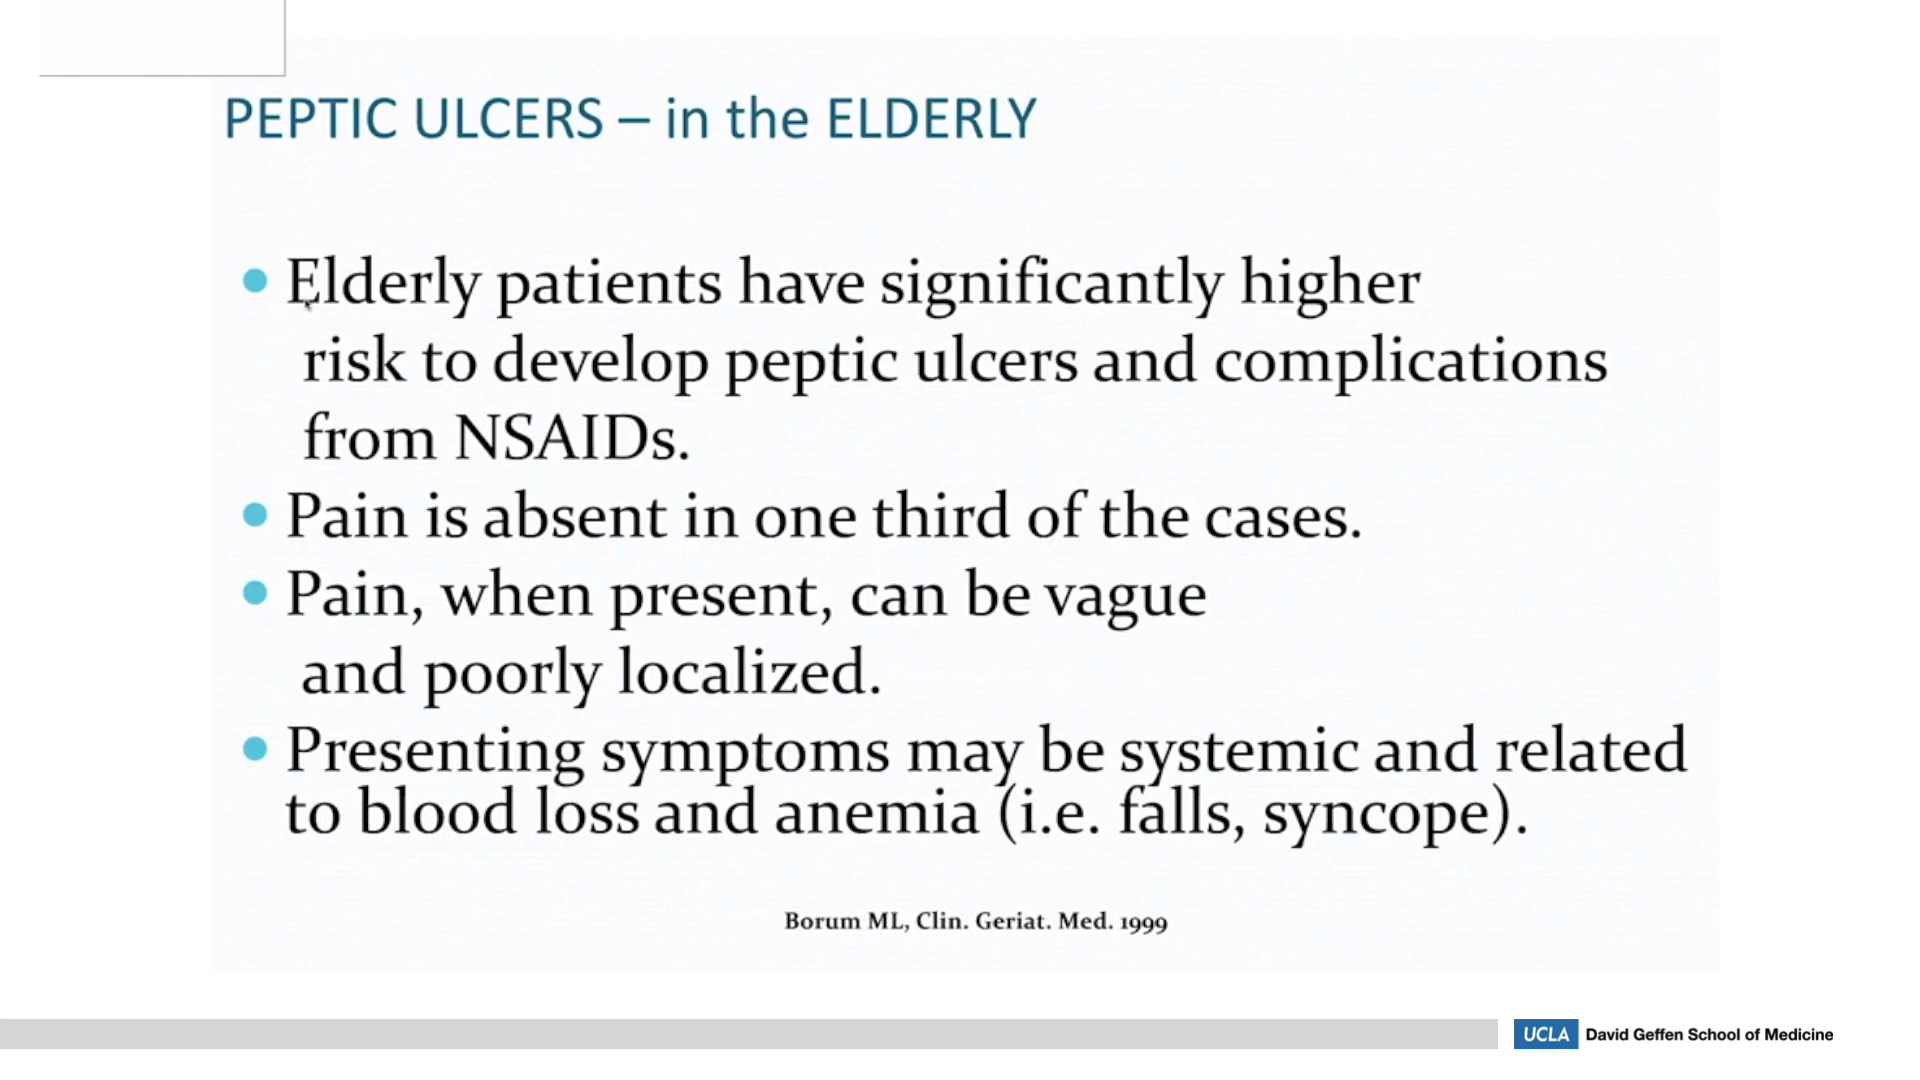 PEPTIC ULCERS – in the ELDERLY
• Elderly patients have significantly higher
risk to develop peptic ulcers and complications
from NSAIDs.
• Pain is absent in one third of the cases.
• Pain, when present, can be vague
and poorly localized.
• Presenting symptoms may be systemic and related
to blood loss and anemia (i.e. falls, syncope).
Borum ML, Clin. Geriat. Med. 1999
UCLA David Geffen School of Medicine